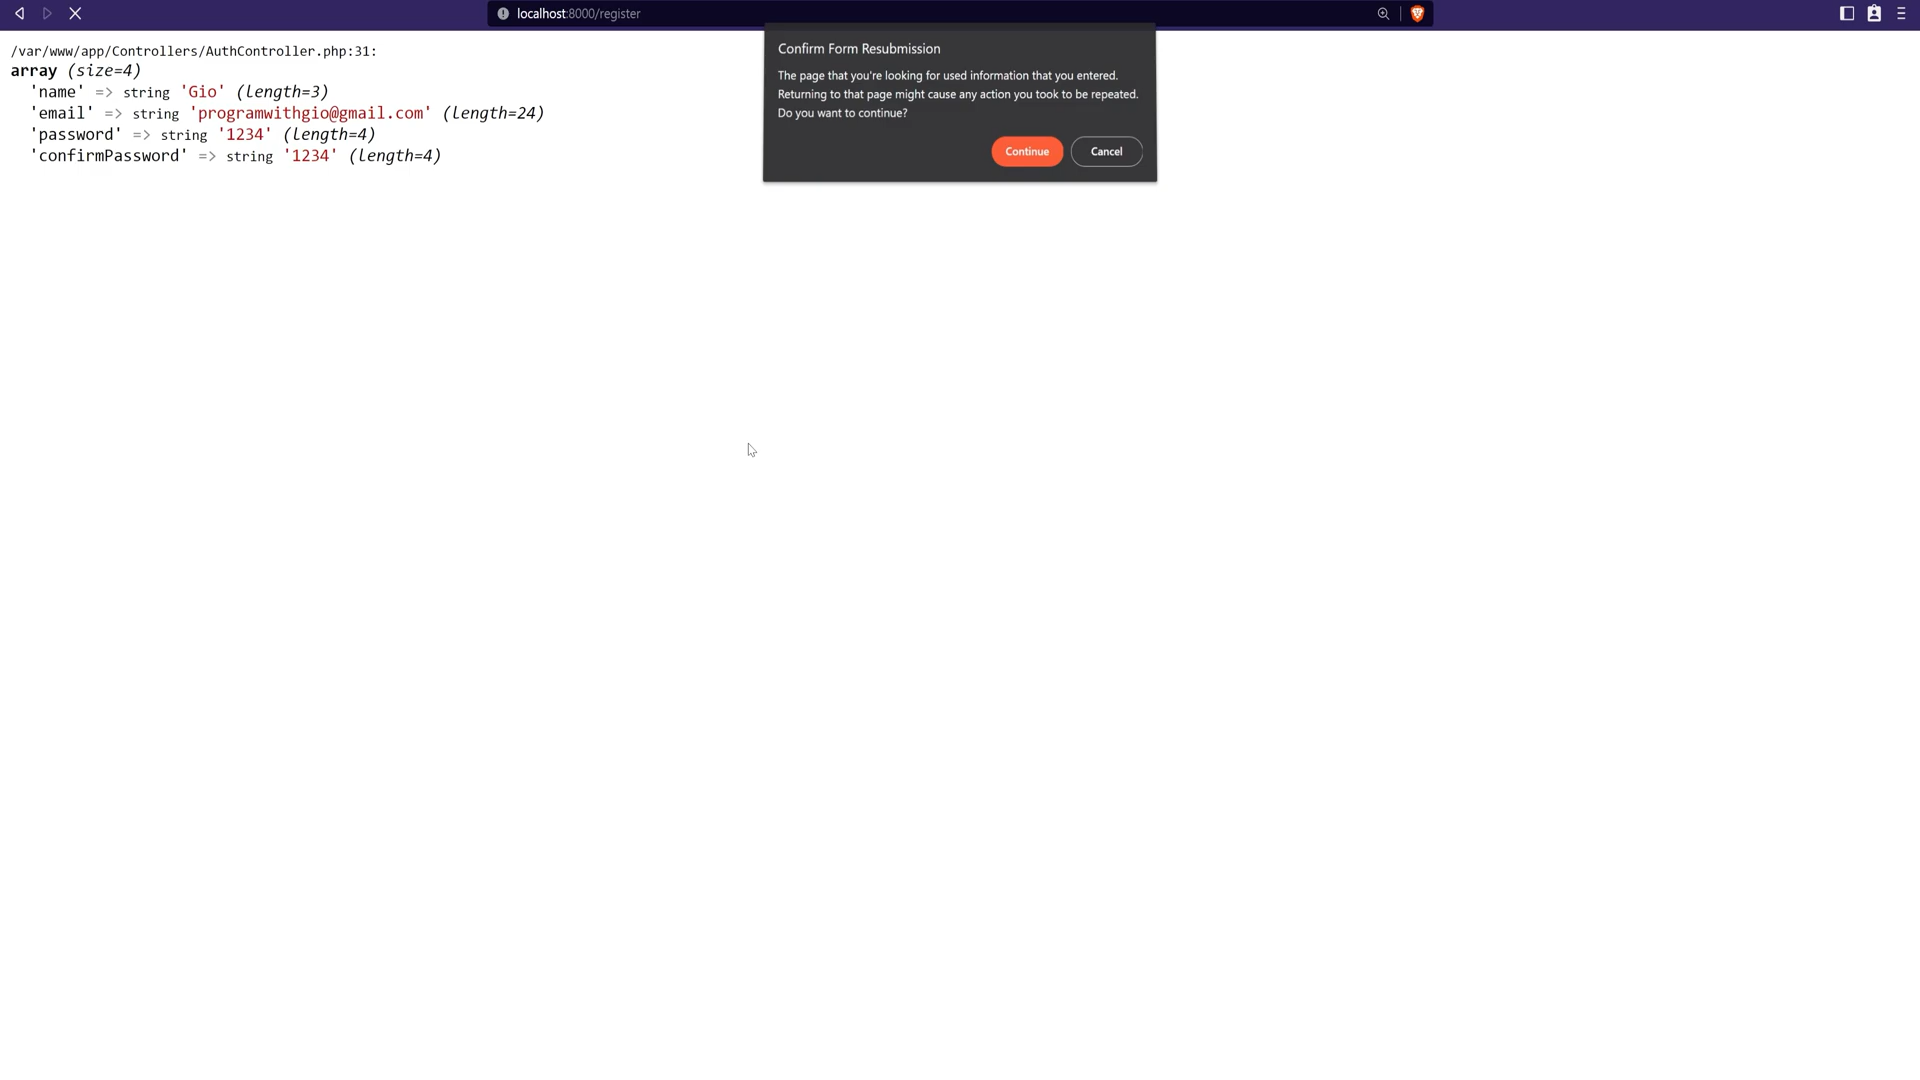 localhost:8000/register
/var/www/app/Controllers/AuthController.php:31:
array (size=4)
'name' => string 'Gio' (length=3)
'email' => string 'programwithgio@gmail.com' (length=24)
'password' => string '1234' (length=4)
'confirmPassword' => string '1234' (length=4)
Confirm Form Resubmission
The page that you're looking for used information that you entered.
Returning to that page might cause any action you took to be repeated.
Do you want to continue?
Continue
Cancel